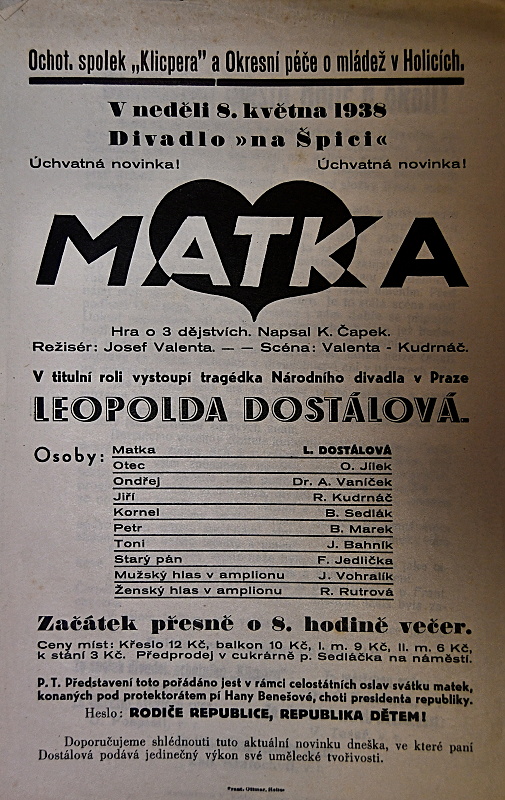 Ochot. spolek „Klicpera" a Okresní péče o mládež v Holicích.
V neděli 8. května 1938
Divadlo »na Špici«
Úchvatná novinka! Úchvatná novinka!
MATKA
Hra o 3 dějstvích. Napsal K. Čapek.
Režisér: Josef Valenta. — — Scéna: Valenta - Kudrnáč.
V titulní roli vystoupí tragédka Národního divadla v Praze
LEOPOLDA DOSTÁLOVÁ.
Osoby:
Matka L. DOSTÁLOVÁ
Otec O. Jílek
Ondřej Dr. A. Vaníček
Jiří R. Kudrnáč
Kornel B. Sedlák
Petr B. Marek
Toni J. Bahník
Starý pán F. Jedlička
Mužský hlas v amplionu J. Vohralík
Ženský hlas v amplionu R. Rutrová
Začátek přesně o 8. hodině večer.
Ceny míst: Křeslo 12 Kč, balkon 10 Kč, I. m. 9 Kč, II. m. 6 Kč,
k stání 3 Kč. Předprodej v cukrárně p. Sedláčka na náměstí.
P. T. Představení toto pořádáno jest v rámci celostátních oslav svátku matek,
konaných pod protektorátem pí Hany Benešové, choti presidenta republiky.
Heslo: RODIČE REPUBLICE, REPUBLIKA DĚTEM!
Doporučujeme shlédnouti tuto aktuální novinku dneška, ve které paní
Dostálová podává jedinečný výkon své umělecké tvořivosti.
Frant. Ottmar, Holice